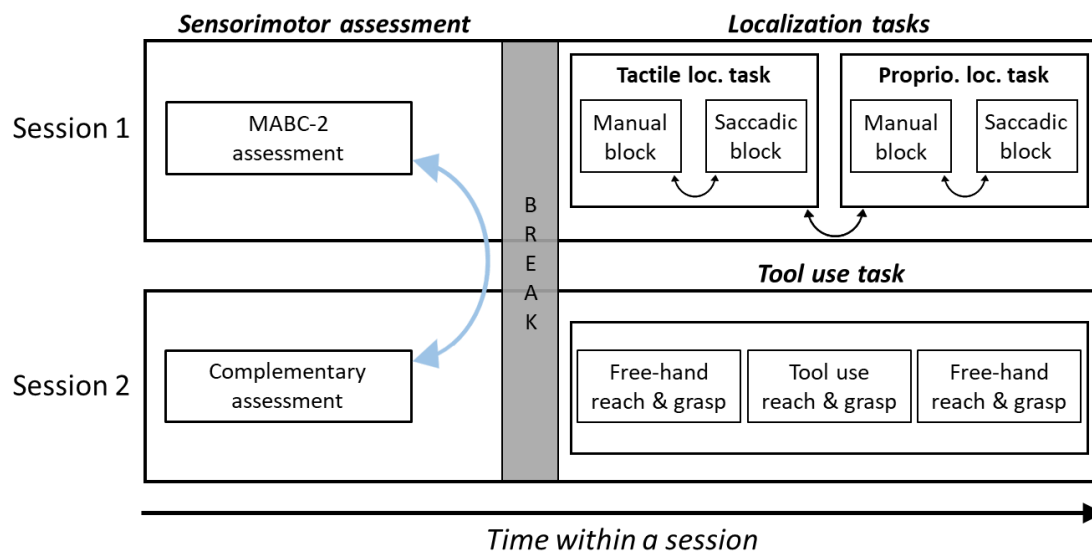 Sensorimotor assessment
Localization tasks
Session 1
MABC-2
assessment
Tactile loc. task
Manual
block
Saccadic
block
Proprio. loc. task
Manual
block
Saccadic
block
B
R
E
A
K
Tool use task
Session 2
Complementary
assessment
Free-hand
reach & grasp
Tool use
reach & grasp
Free-hand
reach & grasp
Time within a session